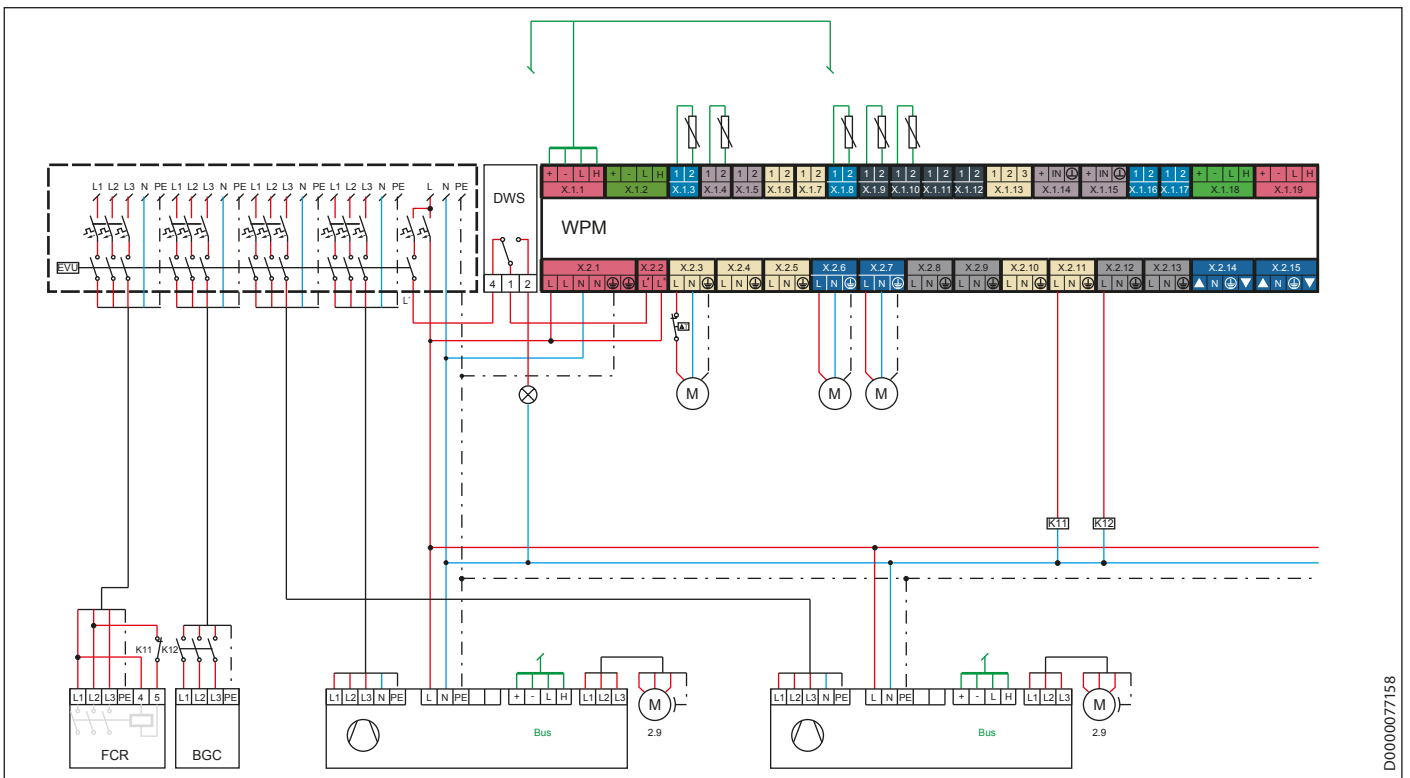 L1 L2 L3 N PE L1 L2 L3 N PE L1 L2 L3 N PE L1 L2 L3 N PE L N PE
EVU
L'
DWS
4 1 2
+ - L H + - L H 1 2 1 2 1 2 1 2 1 2 1 2 1 2 1 2 1 2 1 2 1 2 3 + IN + IN 1 2 1 2 + - L H + - L H
X.1.1 X.1.2 X.1.3 X.1.4 X.1.5 X.1.6 X.1.7 X.1.8 X.1.9 X.1.10 X.1.11 X.1.12 X.1.13 X.1.14 X.1.15 X.1.16 X.1.17 X.1.18 X.1.19
WPM
X.2.1 X.2.2 X.2.3 X.2.4 X.2.5 X.2.6 X.2.7 X.2.8 X.2.9 X.2.10 X.2.11 X.2.12 X.2.13 X.2.14 X.2.15
L L N N L' L' L N L N L N L N L N L N L N L N L N L N L N ▲ N ▼ ▲ N ▼
M M M
K11 K12
K11 K12
L1 L2 L3 PE 4 5
FCR
L1 L2 L3 PE
BGC
L1 L2 L3 N PE L N PE + - L H L1 L2 L3
Bus
M
2.9
L1 L2 L3 N PE L N PE + - L H L1 L2 L3
Bus
M
2.9
D0000077158